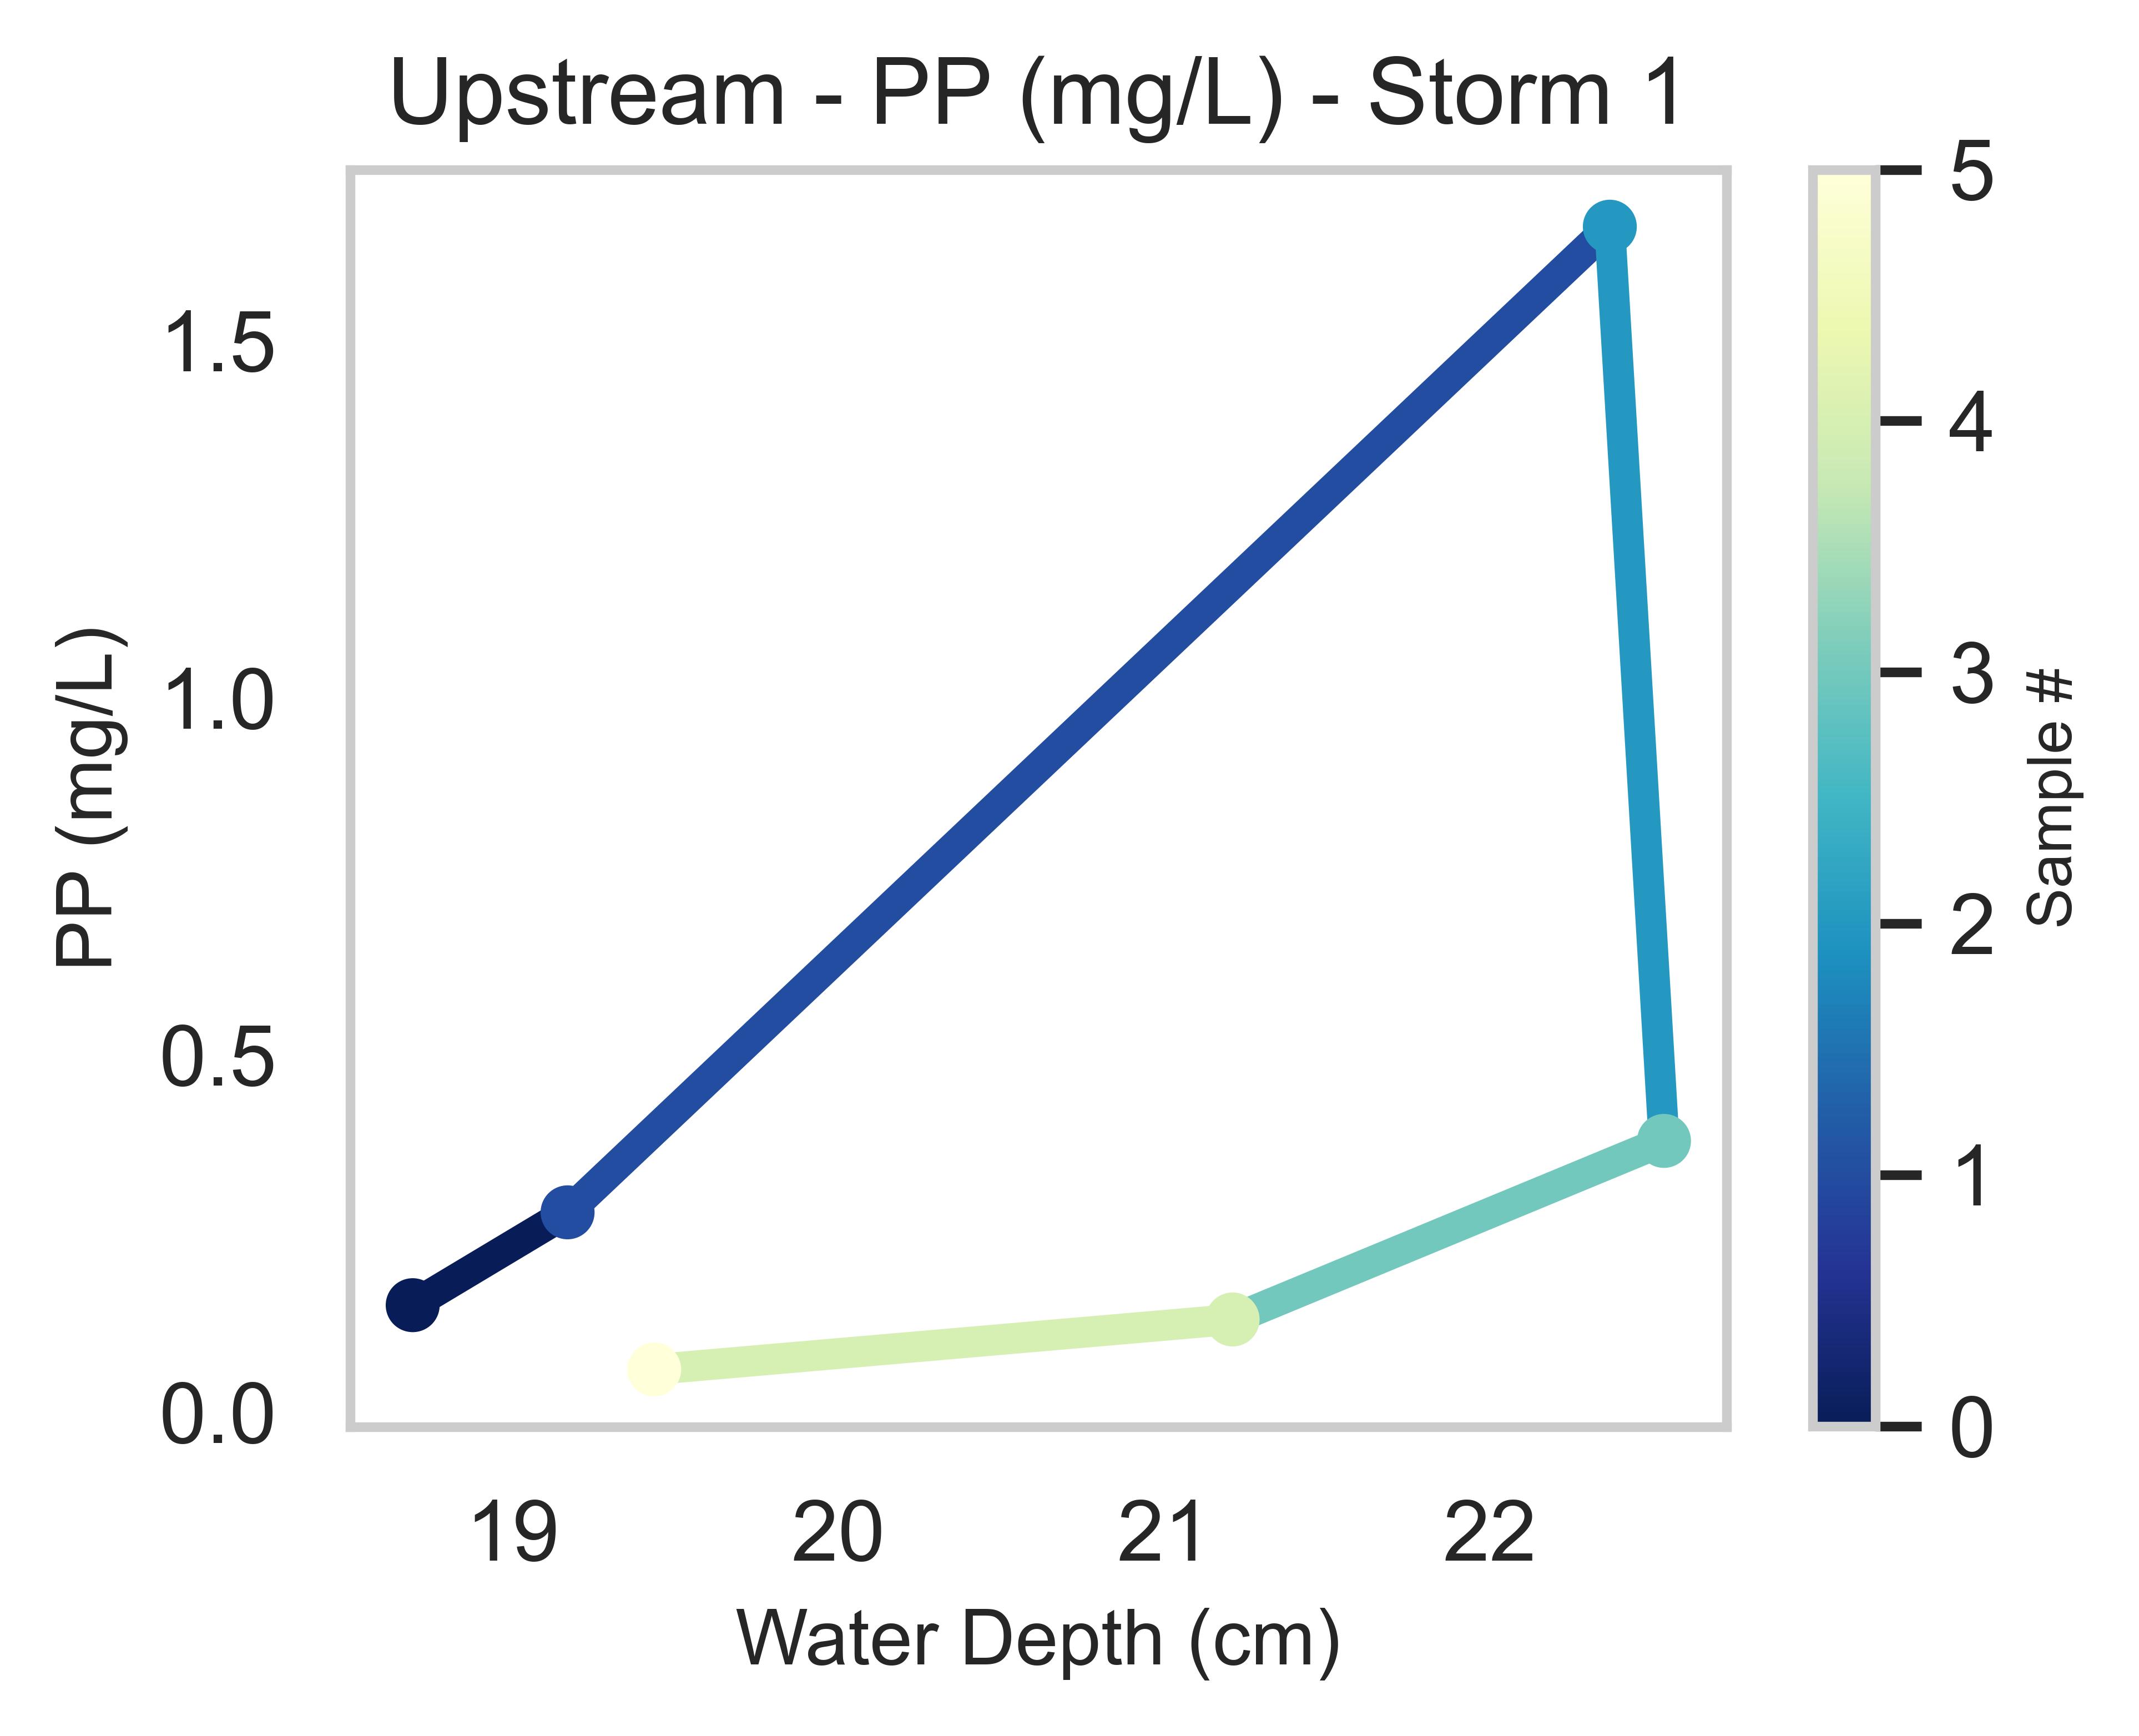 Upstream - PP (mg/L) - Storm 1
PP (mg/L)
1.5
1.0
0.5
0.0
19 20 21 22
Water Depth (cm)
5
4
3
2
1
0
Sample #